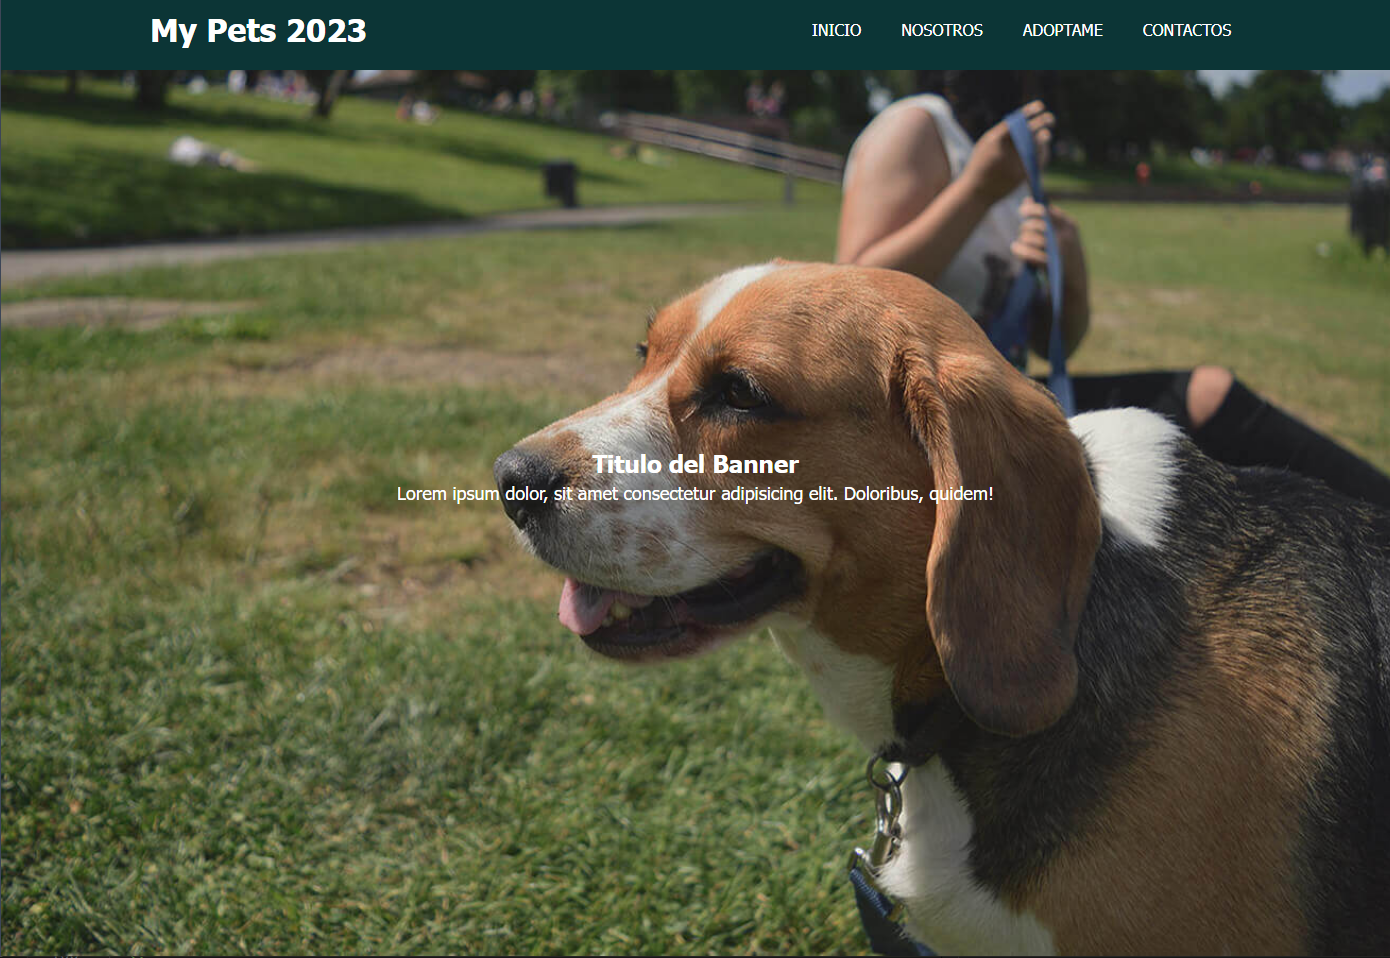 My Pets 2023
INICIO NOSOTROS ADOPTAME CONTACTOS
Titulo del Banner
Lorem ipsum dolor, sit amet consectetur adipisicing elit. Doloribus, quidem!